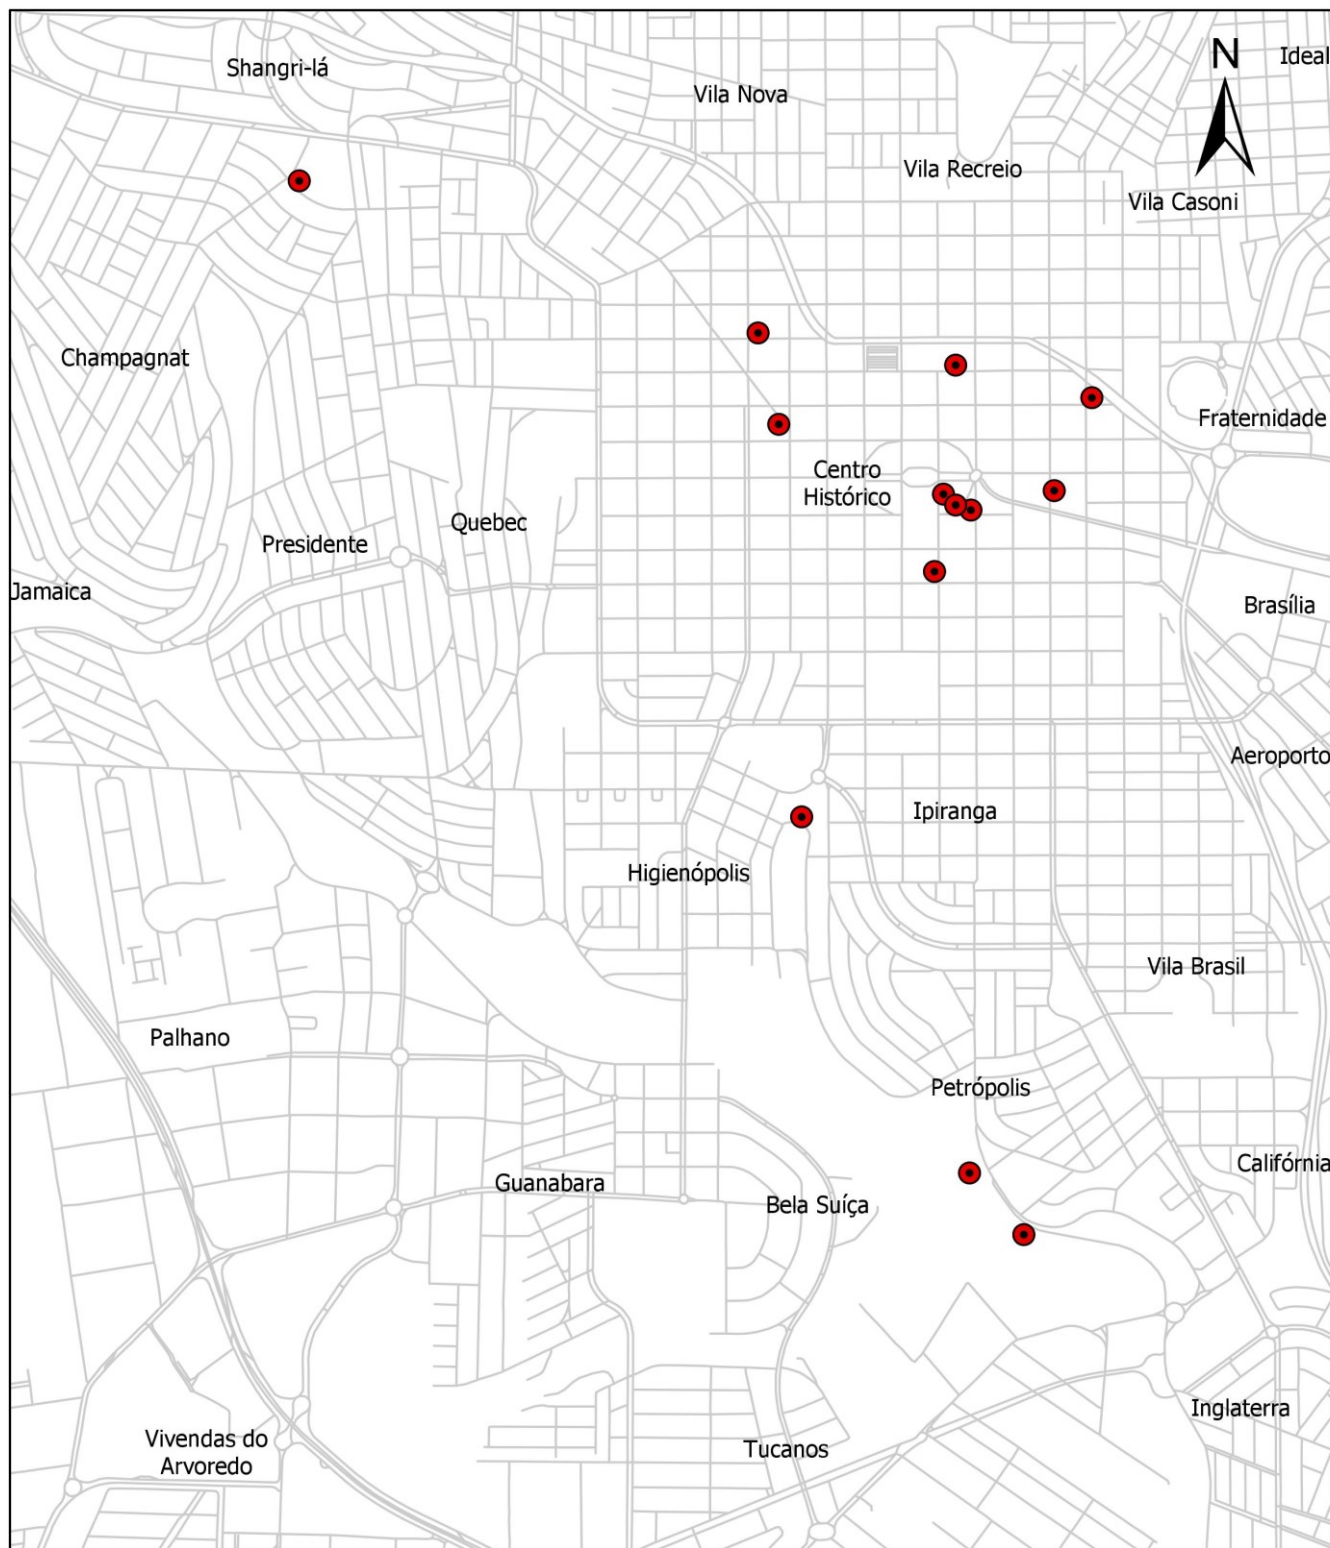 N
Ideal
Shangri-lá
Vila Nova
Vila Recreio
Vila Casoni
Champagnat
Fraternidade
Centro
Histórico
Quebec
Presidente
Jamaica
Brasília
Aeroporto
Ipiranga
Higienópolis
Vila Brasil
Palhano
Petrópolis
Califórnia
Guanabara
Bela Suíça
Inglaterra
Vivendas do
Arvoredo
Tucanos